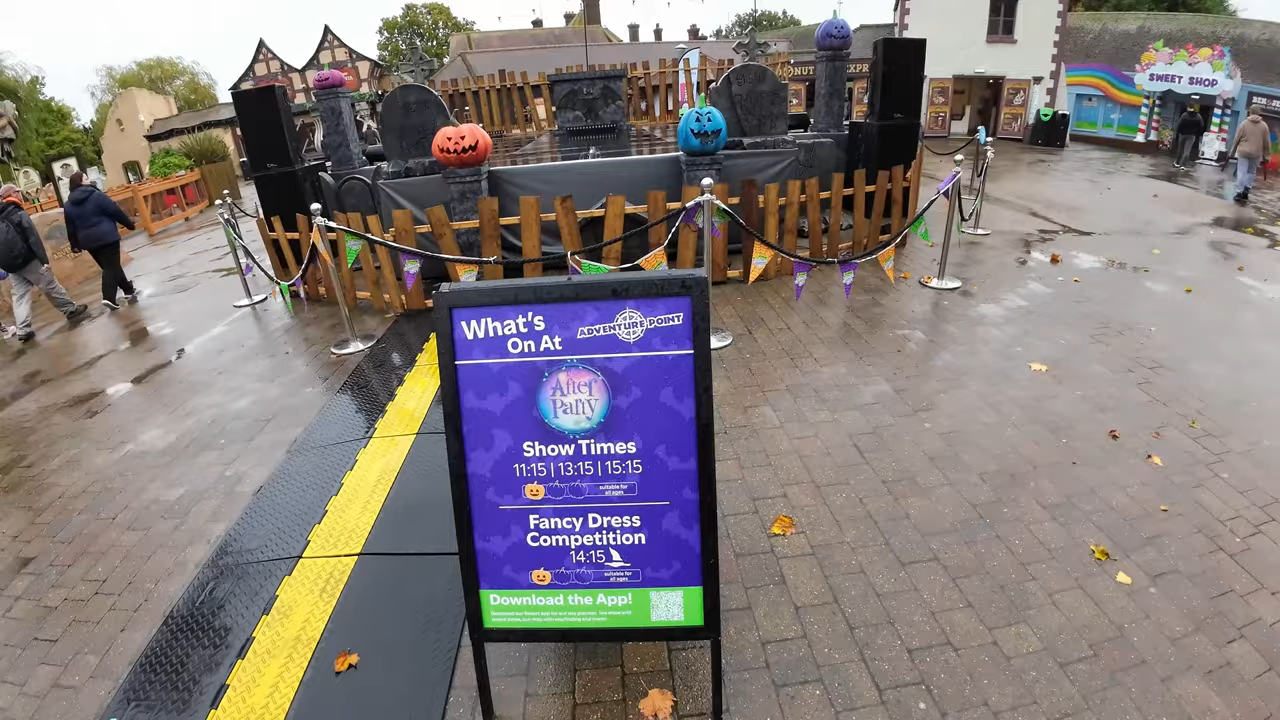 SWEET SHOP
What's
On At
ADVENTURE POINT
After
Party
Show Times
11:15 | 13:15 | 15:15
suitable for
all ages
Fancy Dress
Competition
14:15
suitable for
all ages
Download the App!